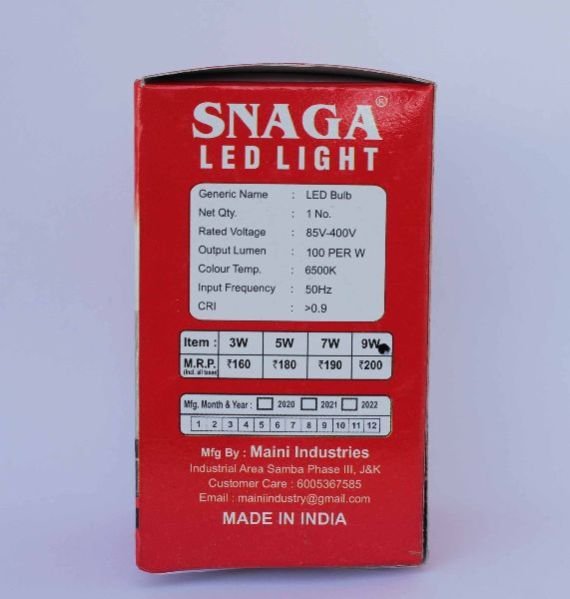 SNAGA®
LED LIGHT
Generic Name : LED Bulb
Net Qty. : 1 No.
Rated Voltage : 85V-400V
Output Lumen : 100 PER W
Colour Temp. : 6500K
Input Frequency : 50Hz
CRI : >0.9
Item : 3W 5W 7W 9W
M.R.P. ₹160 ₹180 ₹190 ₹200
(Incl. all taxes)
Mfg. Month & Year : 2020 2021 2022
1 2 3 4 5 6 7 8 9 10 11 12
Mfg By : Maini Industries
Industrial Area Samba Phase III, J&K
Customer Care : 6005367585
Email : mainiindustry@gmail.com
MADE IN INDIA